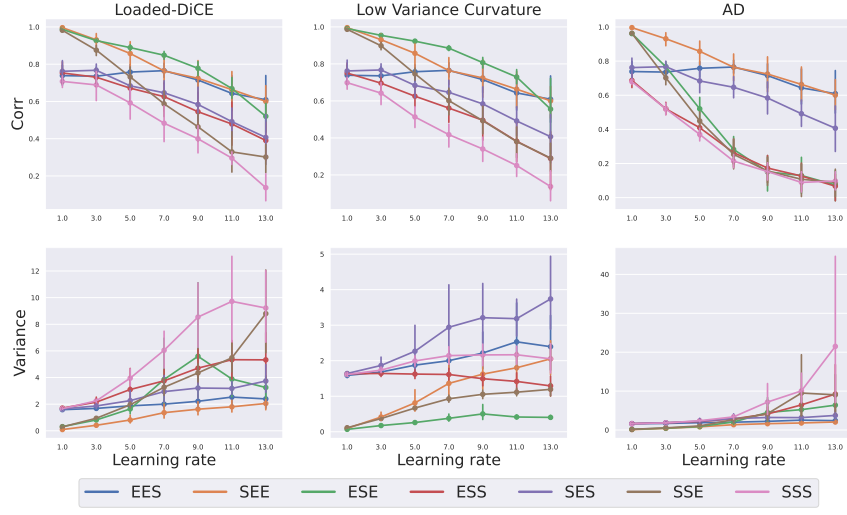 Loaded-DiCE
Low Variance Curvature
AD
Corr
1.0
0.8
0.6
0.4
0.2
1.0 3.0 5.0 7.0 9.0 11.0 13.0
1.0
0.8
0.6
0.4
0.2
1.0 3.0 5.0 7.0 9.0 11.0 13.0
1.0
0.8
0.6
0.4
0.2
0.0
1.0 3.0 5.0 7.0 9.0 11.0 13.0
Variance
12
10
8
6
4
2
0
1.0 3.0 5.0 7.0 9.0 11.0 13.0
Learning rate
5
4
3
2
1
0
1.0 3.0 5.0 7.0 9.0 11.0 13.0
Learning rate
40
30
20
10
0
1.0 3.0 5.0 7.0 9.0 11.0 13.0
Learning rate
EES SEE ESE ESS SES SSE SSS